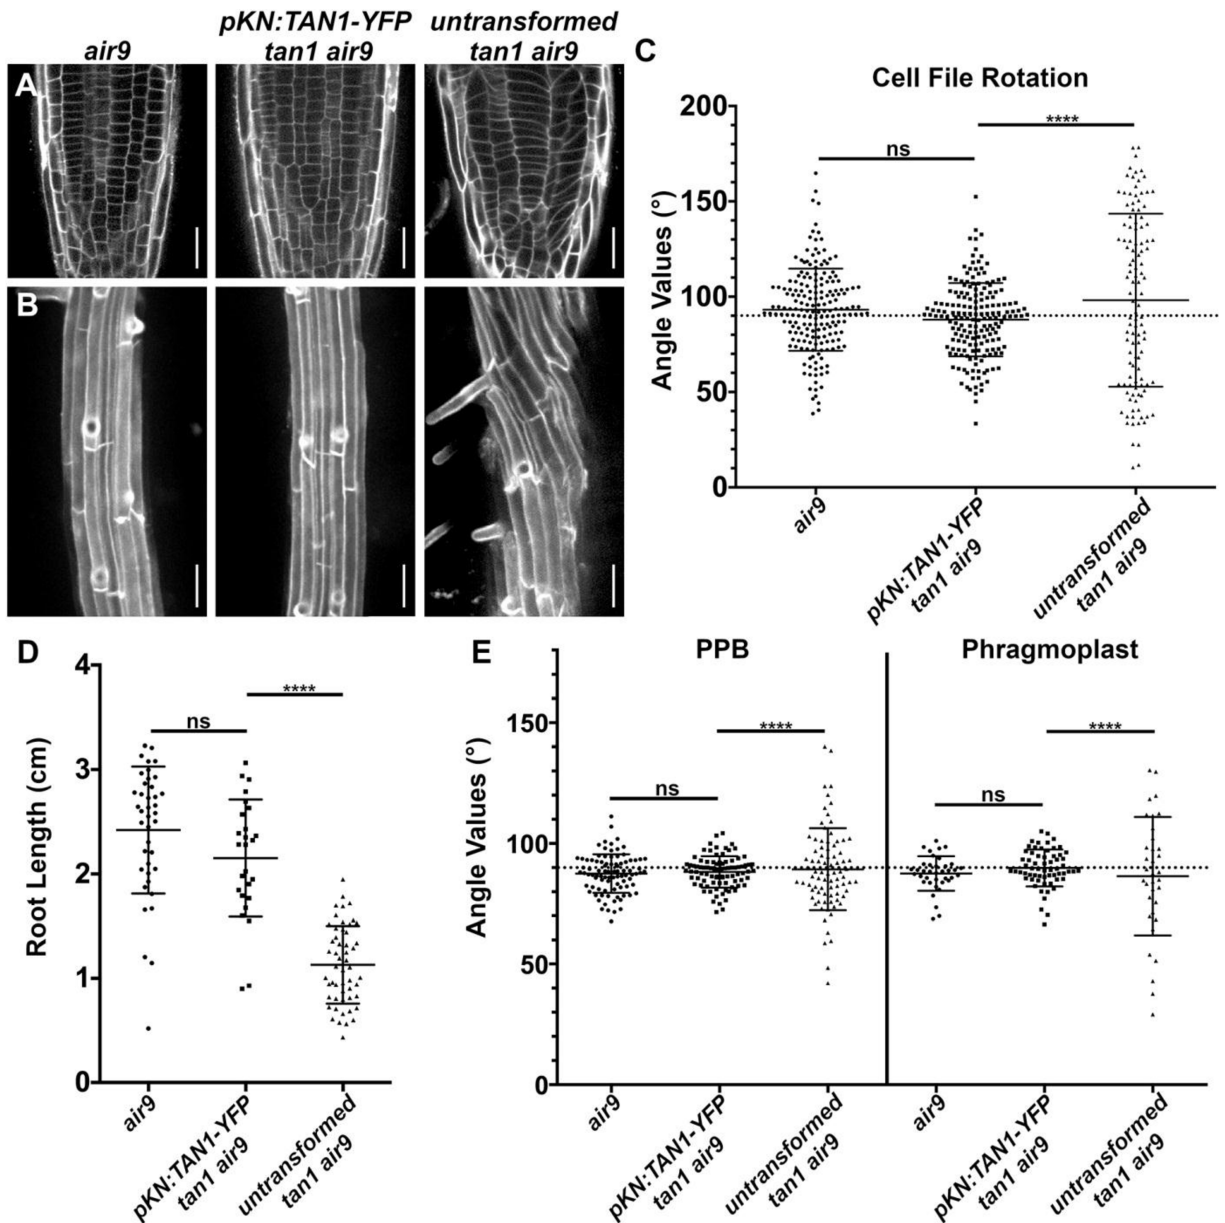 air9
pKN:TAN1-YFP
tan1 air9
untransformed
tan1 air9
A
B
C
Cell File Rotation
Angle Values (°)
200
150
100
50
0
ns
****
air9
pKN:TAN1-YFP
tan1 air9
untransformed
tan1 air9
D
Root Length (cm)
4
3
2
1
0
ns
****
air9
pKN:TAN1-YFP
tan1 air9
untransformed
tan1 air9
E
PPB
Phragmoplast
Angle Values (°)
150
100
50
0
ns
****
ns
****
air9
pKN:TAN1-YFP
tan1 air9
untransformed
tan1 air9
air9
pKN:TAN1-YFP
tan1 air9
untransformed
tan1 air9